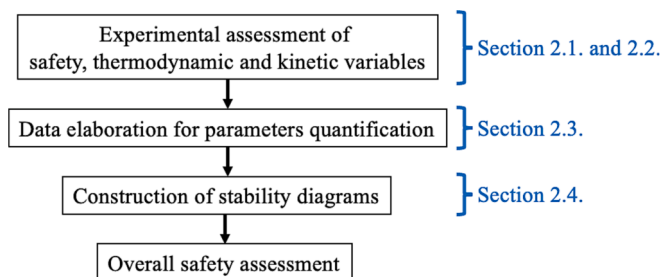 Experimental assessment of
safety, thermodynamic and kinetic variables
Section 2.1. and 2.2.
Data elaboration for parameters quantification
Section 2.3.
Construction of stability diagrams
Section 2.4.
Overall safety assessment